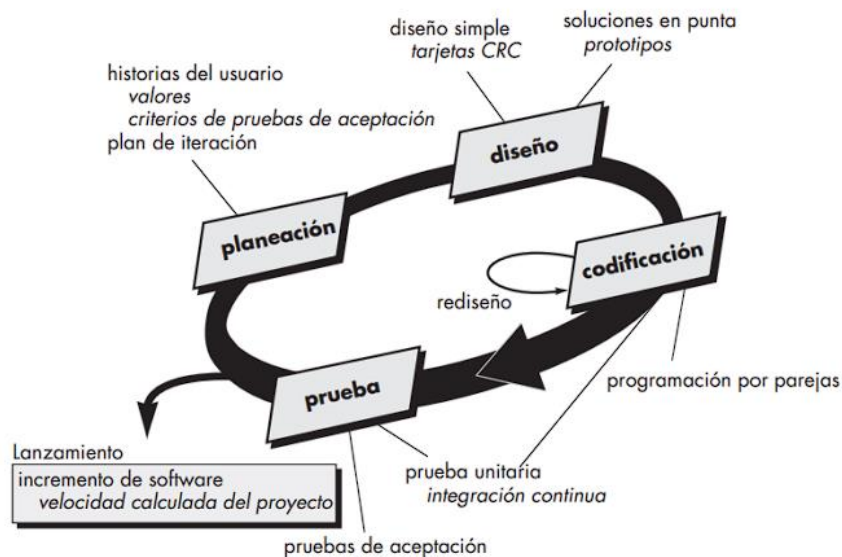 diseño simple
tarjetas CRC
soluciones en punta
prototipos
historias del usuario
valores
criterios de pruebas de aceptación
plan de iteración
diseño
planeación
codificación
rediseño
programación por parejas
prueba
prueba unitaria
integración continua
pruebas de aceptación
Lanzamiento
incremento de software
velocidad calculada del proyecto